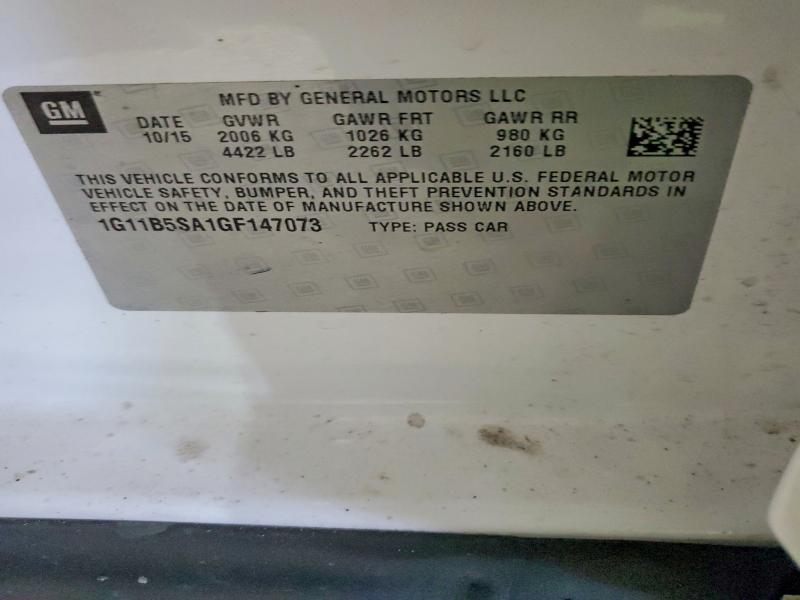 GM
MFD BY GENERAL MOTORS LLC
DATE GVWR GAWR FRT GAWR RR
10/15 2006 KG 1026 KG 980 KG
4422 LB 2262 LB 2160 LB
THIS VEHICLE CONFORMS TO ALL APPLICABLE U.S. FEDERAL MOTOR
VEHICLE SAFETY, BUMPER, AND THEFT PREVENTION STANDARDS IN
EFFECT ON THE DATE OF MANUFACTURE SHOWN ABOVE.
1G11B5SA1GF147073 TYPE: PASS CAR